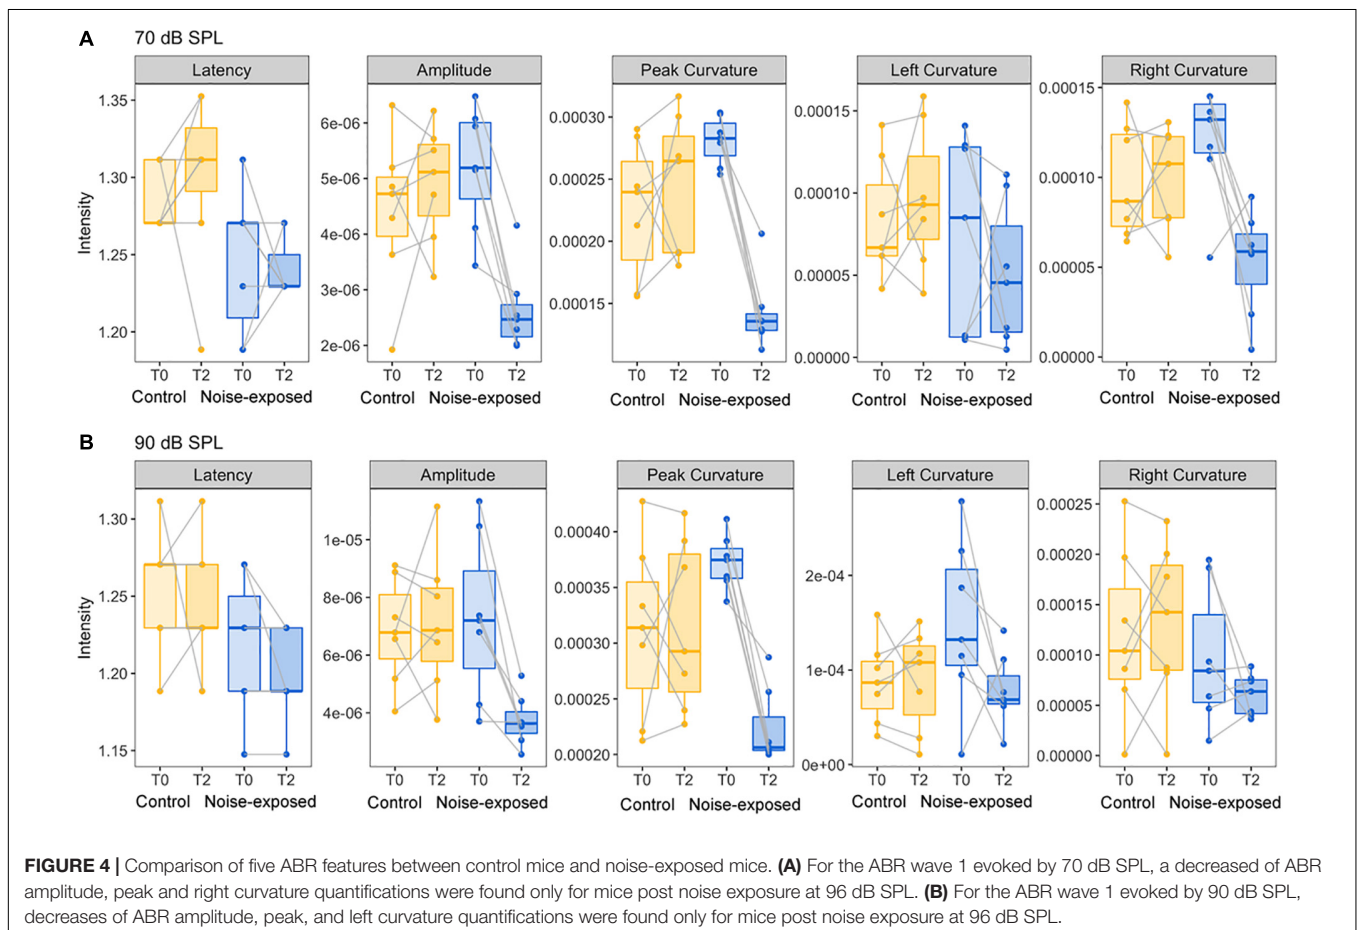 A 70 dB SPL
Latency Amplitude Peak Curvature Left Curvature Right Curvature
Intensity
1.35
1.30
1.25
1.20
6e-06
5e-06
4e-06
3e-06
2e-06
0.00030
0.00025
0.00020
0.00015
0.00015
0.00010
0.00005
0.00000
0.00015
0.00010
0.00005
0.00000
T0 T2 T0 T2 T0 T2 T0 T2 T0 T2 T0 T2 T0 T2 T0 T2 T0 T2 T0 T2
Control Noise-exposed Control Noise-exposed Control Noise-exposed Control Noise-exposed Control Noise-exposed
B 90 dB SPL
Latency Amplitude Peak Curvature Left Curvature Right Curvature
Intensity
1.30
1.25
1.20
1.15
1e-05
8e-06
6e-06
4e-06
0.00040
0.00035
0.00030
0.00025
0.00020
2e-04
1e-04
0e+00
0.00025
0.00020
0.00015
0.00010
0.00005
0.00000
T0 T2 T0 T2 T0 T2 T0 T2 T0 T2 T0 T2 T0 T2 T0 T2 T0 T2 T0 T2
Control Noise-exposed Control Noise-exposed Control Noise-exposed Control Noise-exposed Control Noise-exposed
FIGURE 4 | Comparison of five ABR features between control mice and noise-exposed mice. (A) For the ABR wave 1 evoked by 70 dB SPL, a decreased of ABR
amplitude, peak and right curvature quantifications were found only for mice post noise exposure at 96 dB SPL. (B) For the ABR wave 1 evoked by 90 dB SPL,
decreases of ABR amplitude, peak, and left curvature quantifications were found only for mice post noise exposure at 96 dB SPL.